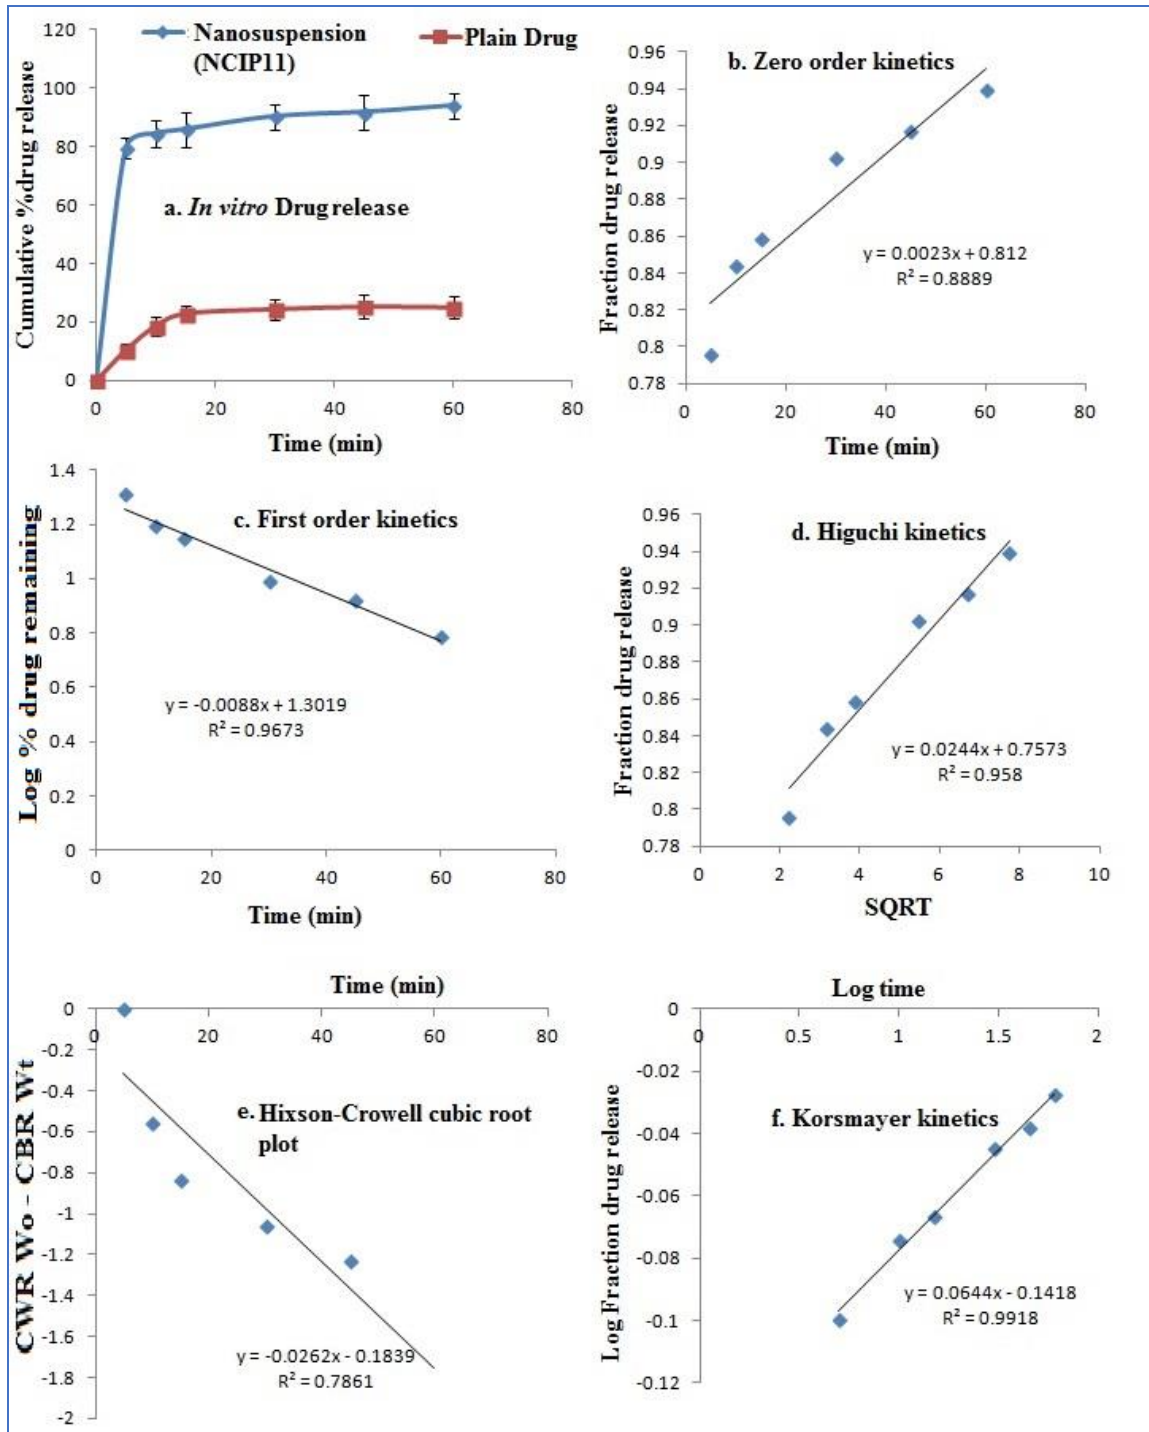 Nanosuspension
(NCIP11)
Plain Drug
120
100
80
60
40
20
0
0 20 40 60 80
Cumulative %drug release
a. In vitro Drug release
Time (min)
0.96
0.94
0.92
0.9
0.88
0.86
0.84
0.82
0.8
0.78
0 20 40 60 80
Fraction drug release
b. Zero order kinetics
y = 0.0023x + 0.812
R² = 0.8889
Time (min)
1.4
1.2
1
0.8
0.6
0.4
0.2
0
0 20 40 60 80
Log % drug remaining
c. First order kinetics
y = -0.0088x + 1.3019
R² = 0.9673
Time (min)
0.96
0.94
0.92
0.9
0.88
0.86
0.84
0.82
0.8
0.78
0 2 4 6 8 10
Fraction drug release
d. Higuchi kinetics
y = 0.0244x + 0.7573
R² = 0.958
SQRT
Time (min)
0 20 40 60 80
0
-0.2
-0.4
-0.6
-0.8
-1
-1.2
-1.4
-1.6
-1.8
-2
CWR Wo - CBR Wt
e. Hixson-Crowell cubic root
plot
y = -0.0262x - 0.1839
R² = 0.7861
Log time
0 0.5 1 1.5 2
0
-0.02
-0.04
-0.06
-0.08
-0.1
-0.12
Log Fraction drug release
f. Korsmayer kinetics
y = 0.0644x - 0.1418
R² = 0.9918